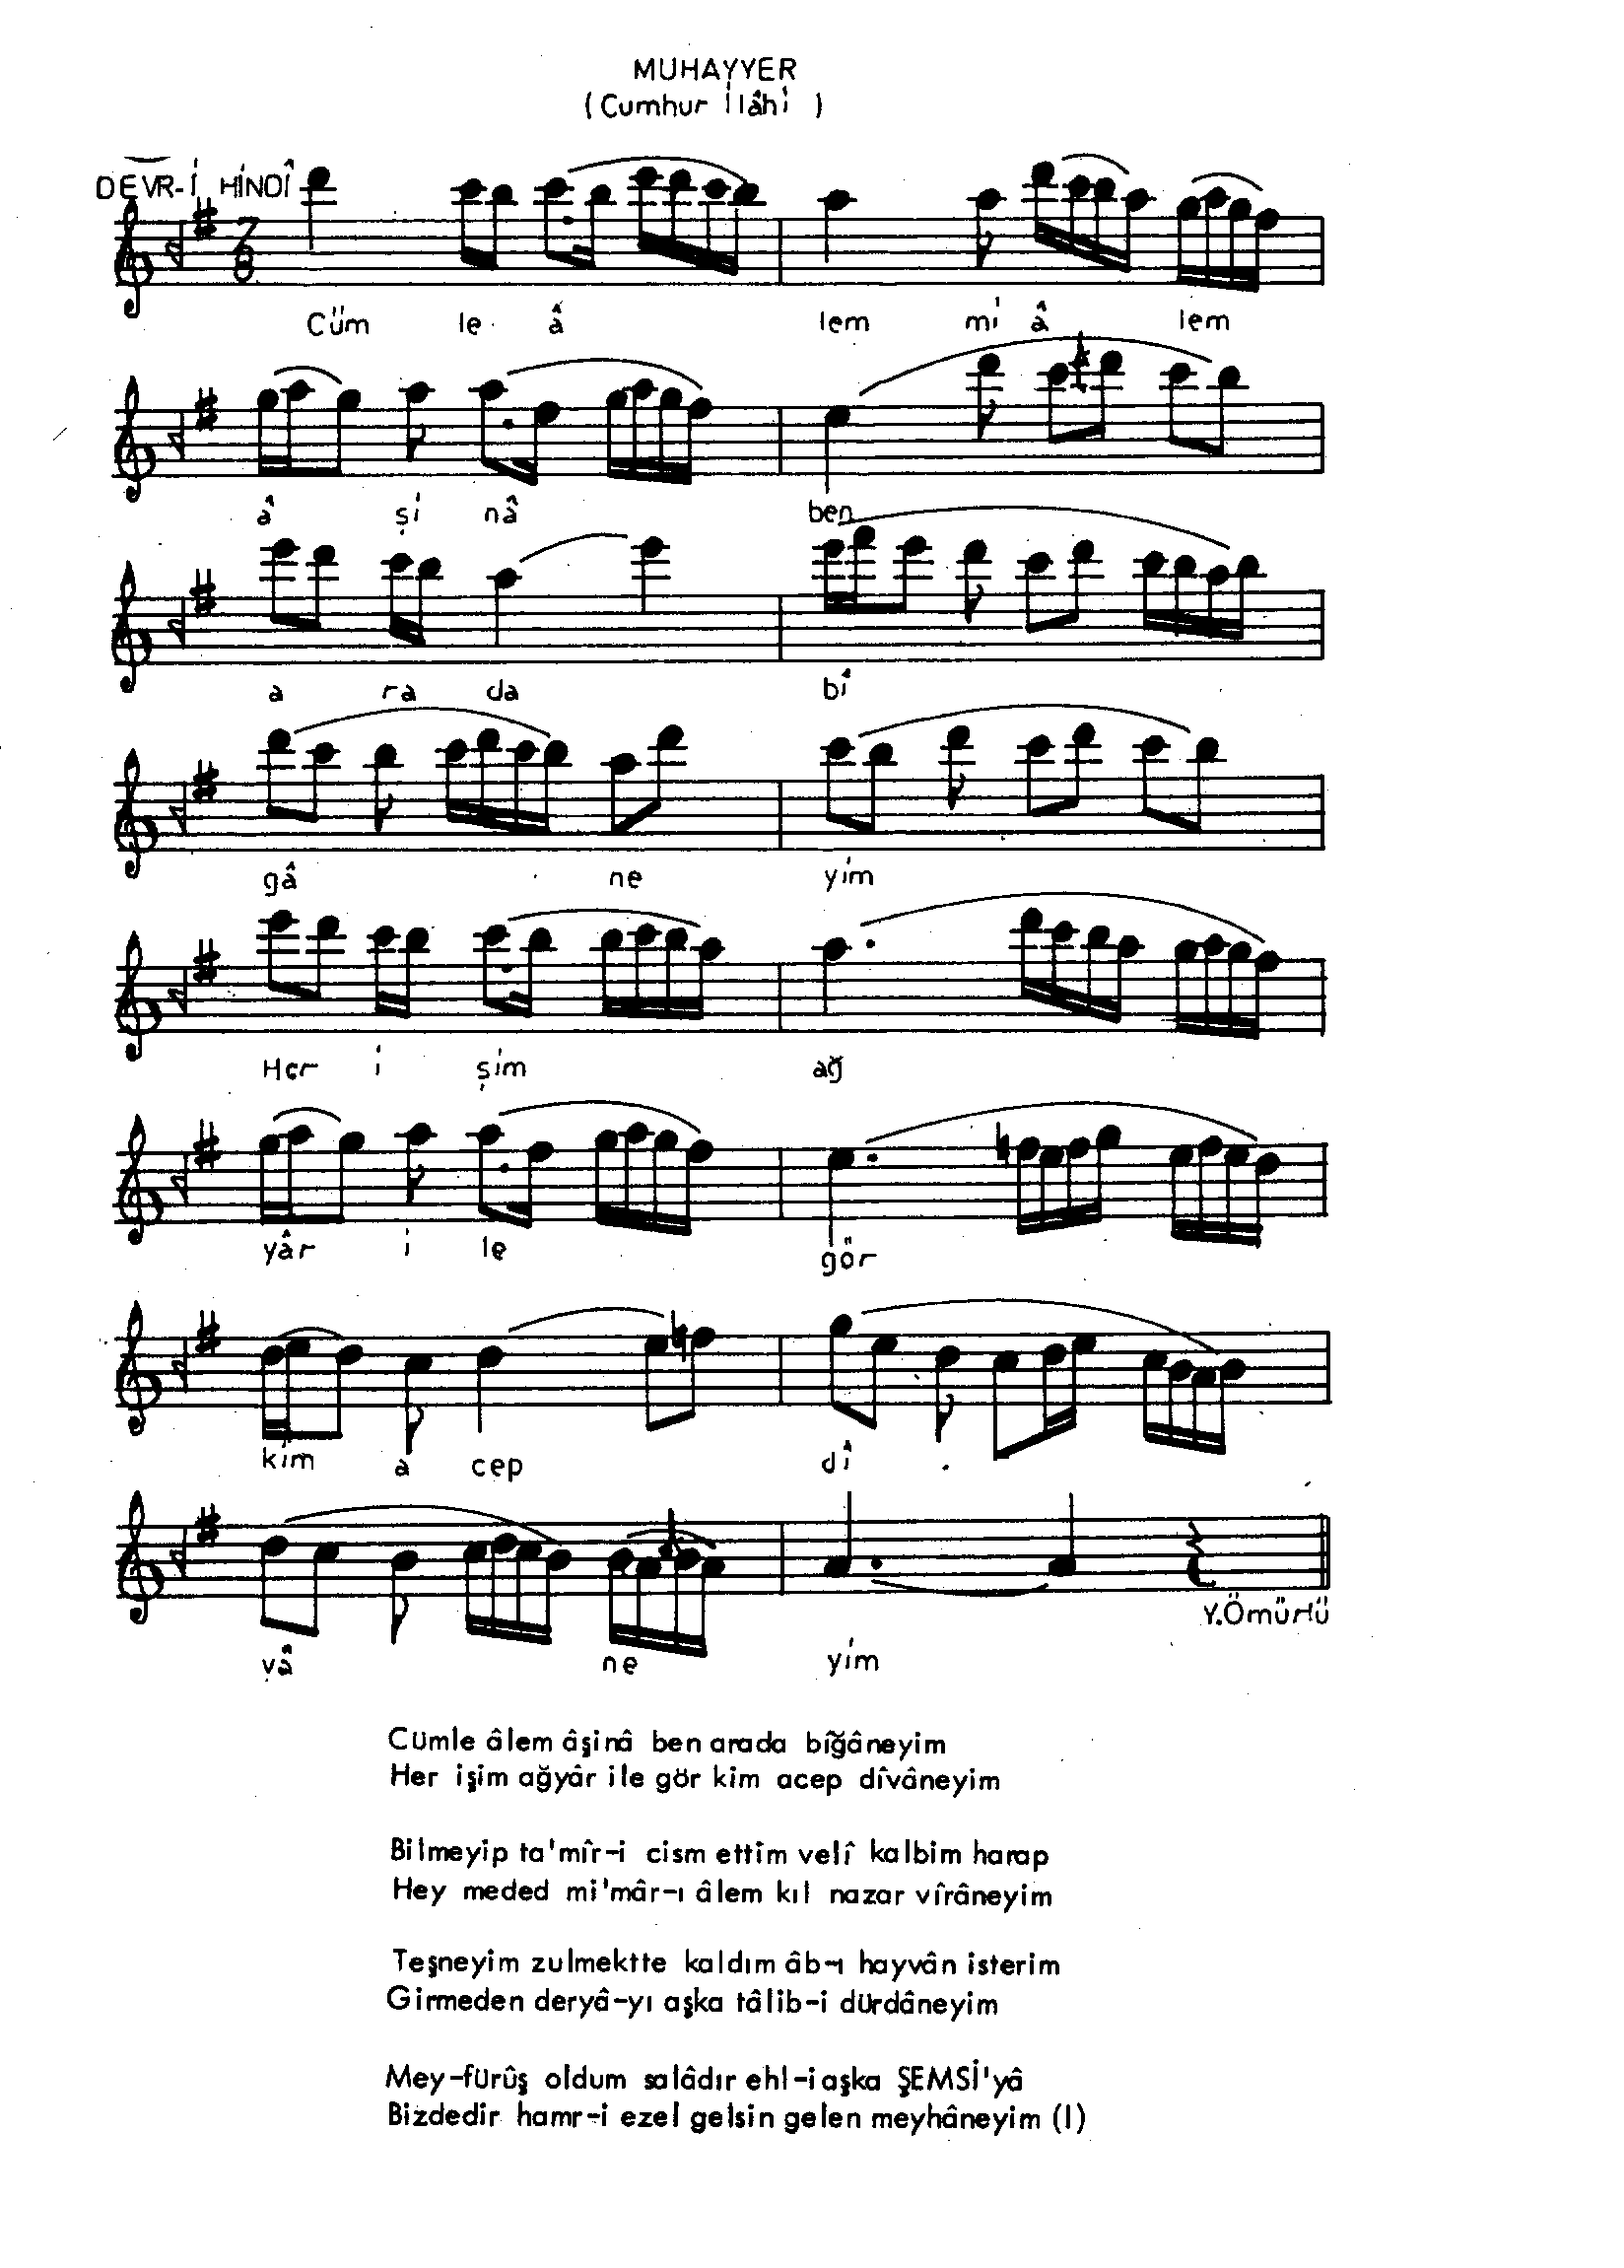 MUHAYYER
(Cumhur İlâhi)
DEVR-İ HİNDÎ
7
8
Cüm le â lem mi â lem
â şi nâ ben
a ra da bî
gâ ne yim
Her i şim ağ
yâr i le gör
kim a cep dî
vâ ne yim
Y.Ömürlü
Cümle âlem âşinâ ben arada bîğâneyim
Her işim ağyâr ile gör kim acep dîvâneyim
Bilmeyip ta'mîr-i cism ettim velî kalbim harap
Hey meded mi'mâr-ı âlem kıl nazar vîrâneyim
Teşneyim zulmektte kaldım âb-ı hayvân isterim
Girmeden deryâ-yı aşka tâlib-i dürdâneyim
Mey-fürûş oldum salâdır ehl-i aşka ŞEMSİ'yâ
Bizdedir hamr-i ezel gelsin gelen meyhâneyim (I)